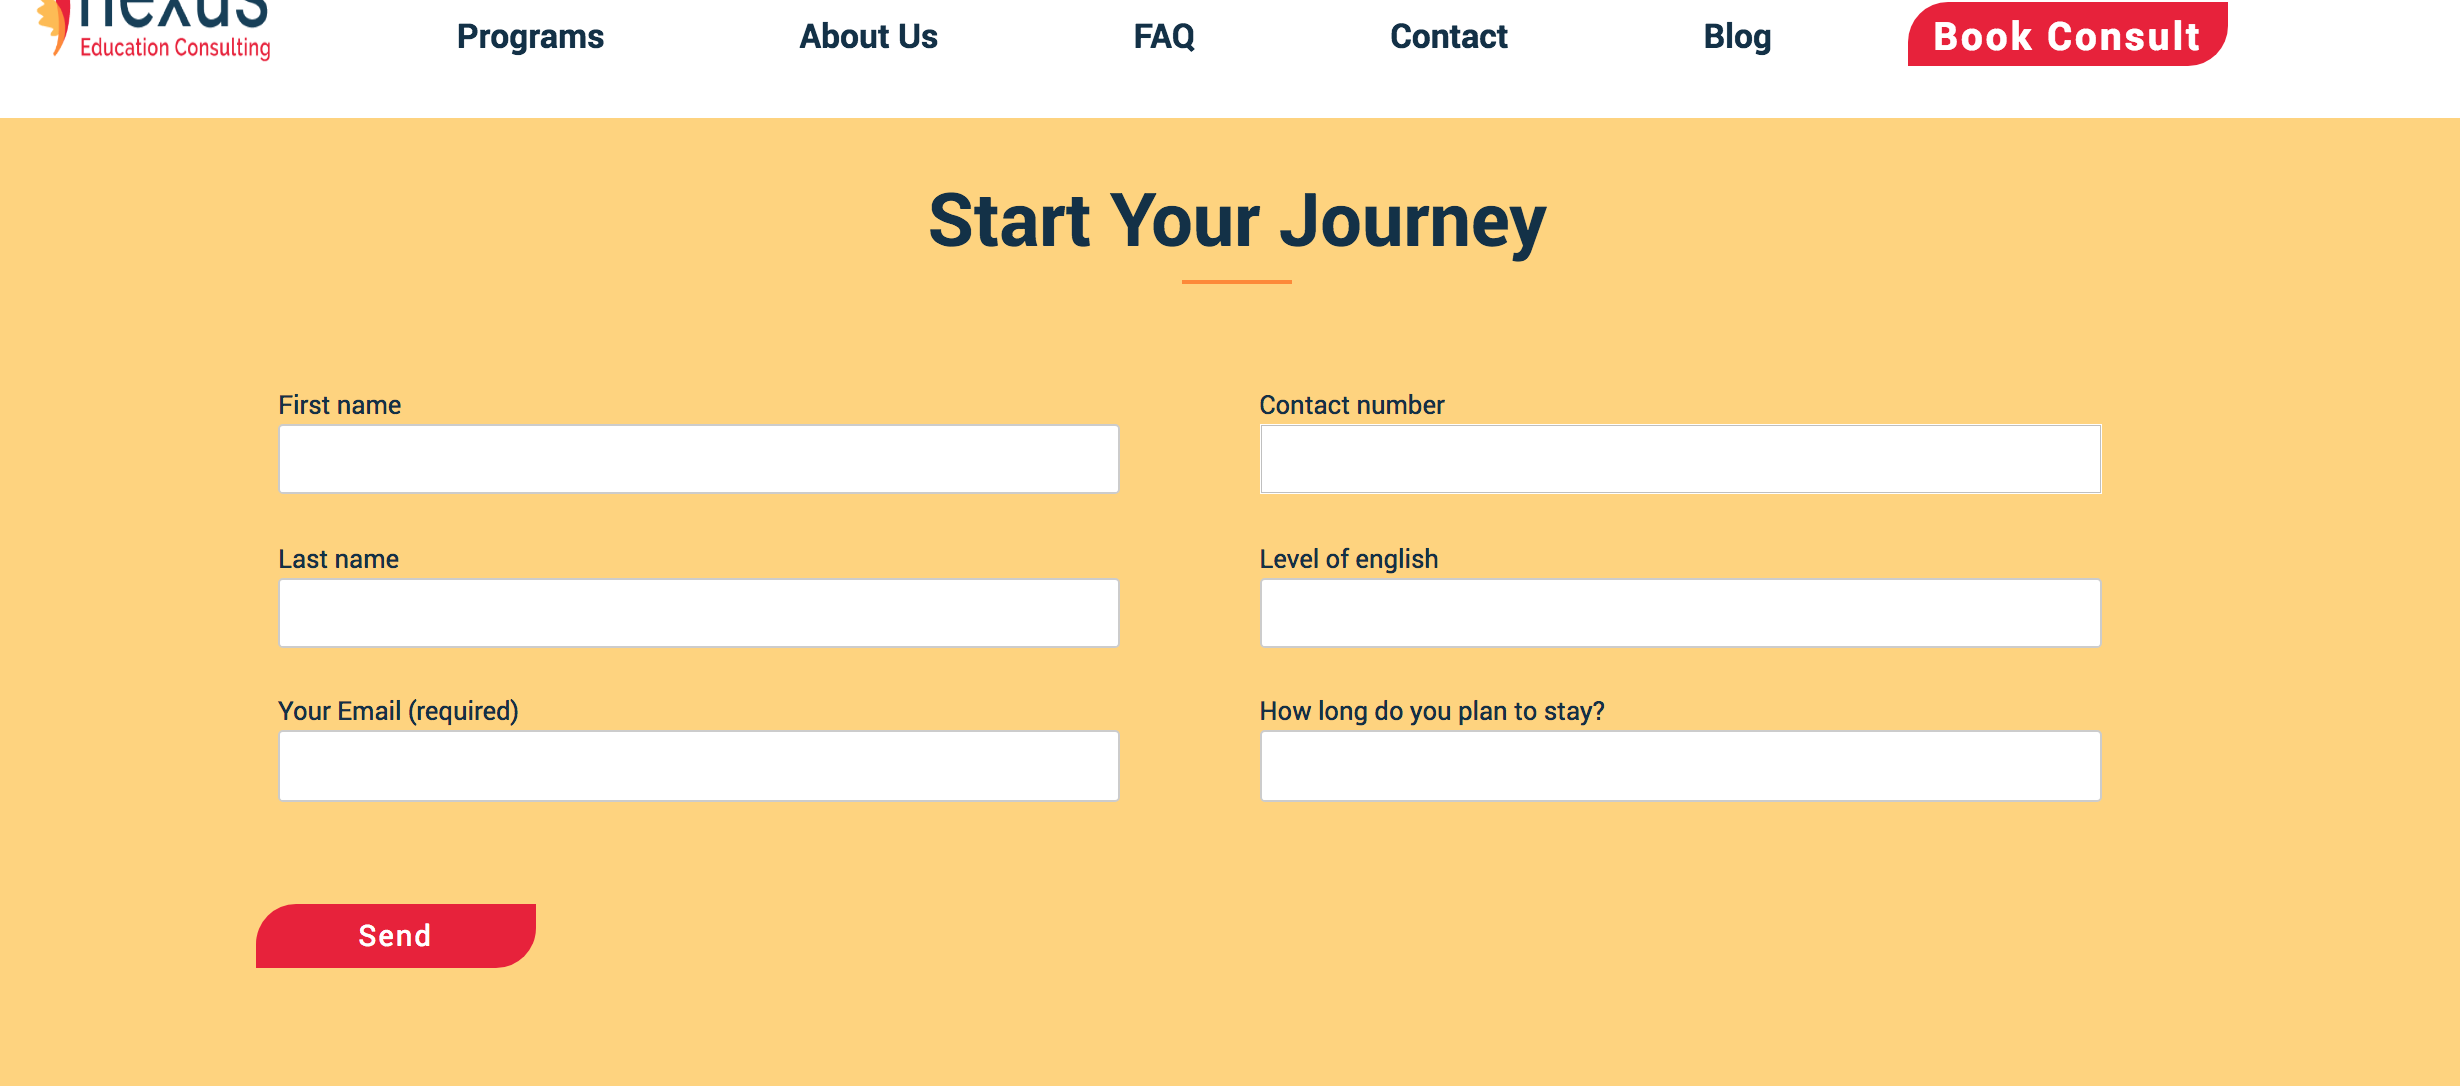 nexus
Education Consulting
Programs
About Us
FAQ
Contact
Blog
Book Consult
Start Your Journey
First name
Contact number
Last name
Level of english
Your Email (required)
How long do you plan to stay?
Send